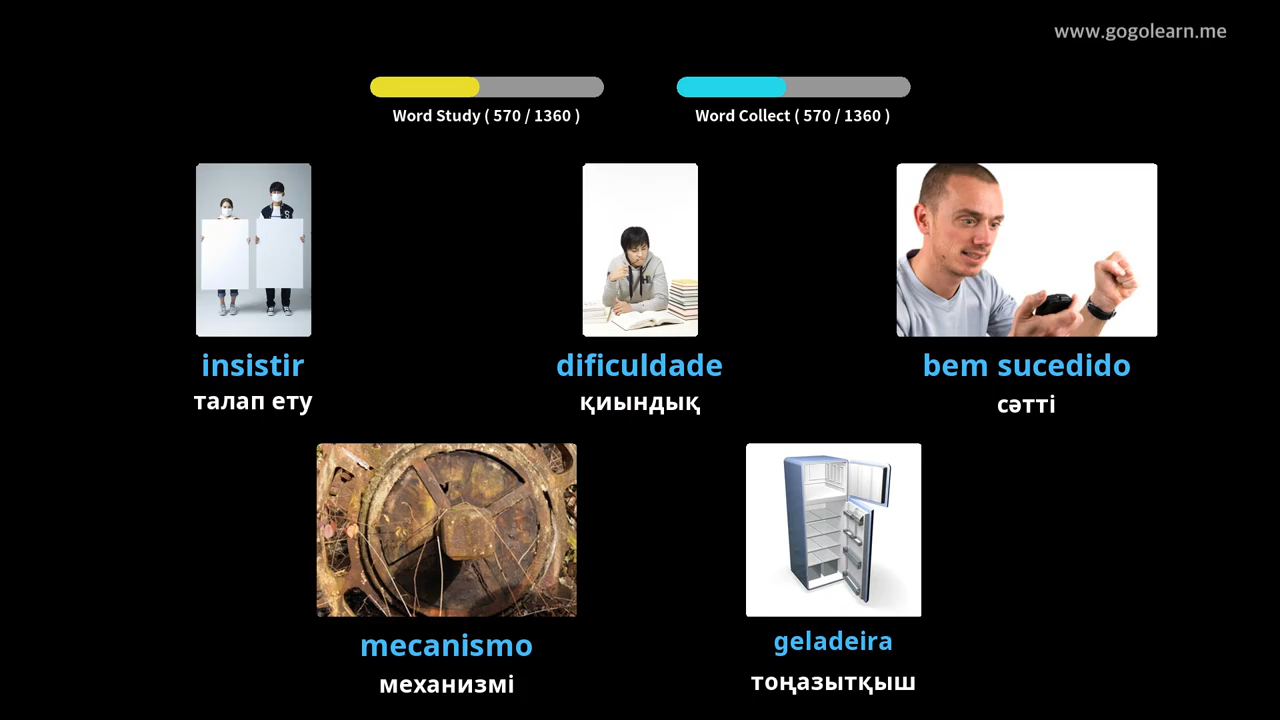 www.gogolearn.me
Word Study ( 570 / 1360 )
Word Collect ( 570 / 1360 )
insistir
талап ету
dificuldade
қиындық
bem sucedido
сәтті
mecanismo
механизмі
geladeira
тоңазытқыш